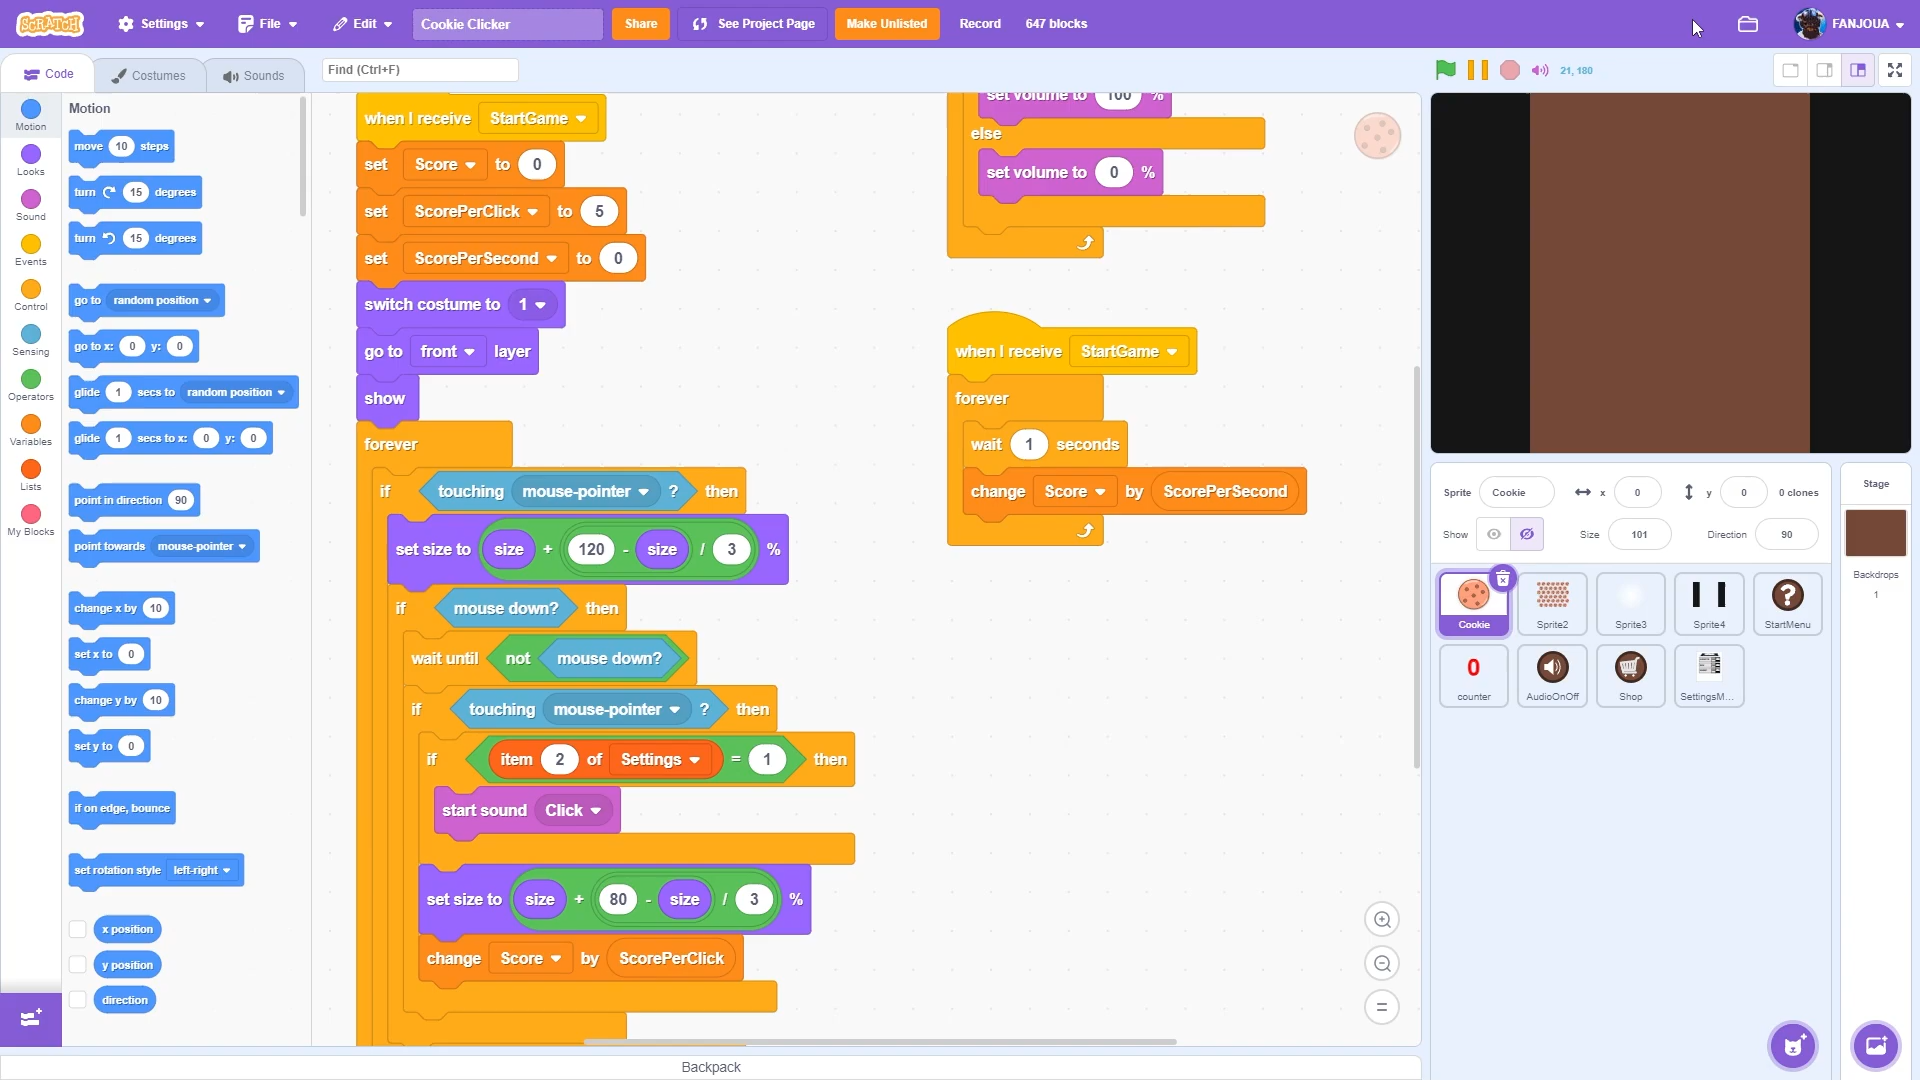 SCRATCH Settings File Edit Cookie Clicker Share See Project Page Make Unlisted Record 647 blocks FANJOUA
Code Costumes Sounds Find (Ctrl+F) 21, 180
Motion
Looks
Sound
Events
Control
Sensing
Operators
Variables
Lists
My Blocks
Motion
move 10 steps
turn 15 degrees
turn 15 degrees
go to random position
go to x: 0 y: 0
glide 1 secs to random position
glide 1 secs to x: 0 y: 0
point in direction 90
point towards mouse-pointer
change x by 10
set x to 0
change y by 10
set y to 0
if on edge, bounce
set rotation style left-right
x position
y position
direction
when I receive StartGame
set Score to 0
set ScorePerClick to 5
set ScorePerSecond to 0
switch costume to 1
go to front layer
show
forever
if touching mouse-pointer ? then
set size to size + 120 - size / 3 %
if mouse down? then
wait until not mouse down?
if touching mouse-pointer ? then
if item 2 of Settings = 1 then
start sound Click
set size to size + 80 - size / 3 %
change Score by ScorePerClick
set volume to 100 %
else
set volume to 0 %
when I receive StartGame
forever
wait 1 seconds
change Score by ScorePerSecond
Sprite Cookie x 0 y 0 0 clones
Show Size 101 Direction 90
Cookie Sprite2 Sprite3 Sprite4 StartMenu
0
counter AudioOnOff Shop SettingsM...
Stage
Backdrops
1
Backpack